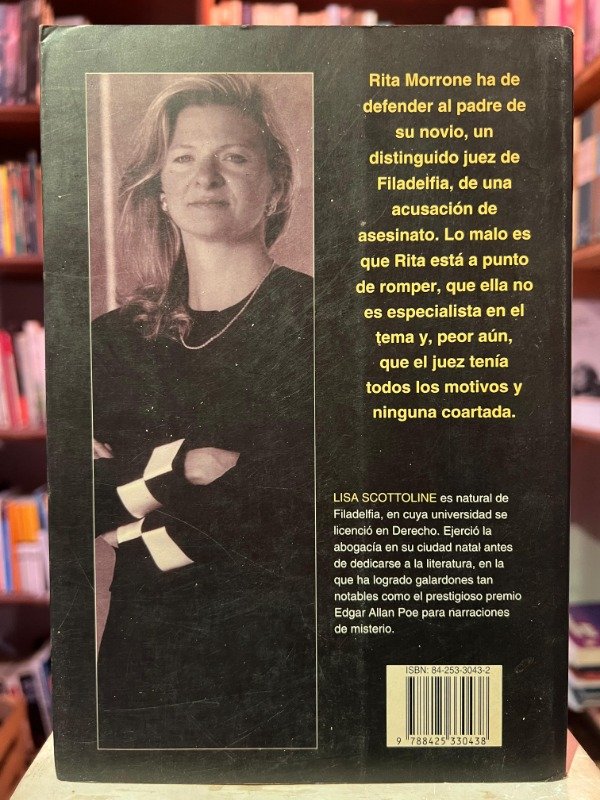 Rita Morrone ha de
defender al padre de
su novio, un
distinguido juez de
Filadelfia, de una
acusación de
asesinato. Lo malo es
que Rita está a punto
de romper, que ella no
es especialista en el
tema y, peor aún,
que el juez tenía
todos los motivos y
ninguna coartada.
LISA SCOTTOLINE es natural de
Filadelfia, en cuya universidad se
licenció en Derecho. Ejerció la
abogacía en su ciudad natal antes
de dedicarse a la literatura, en la
que ha logrado galardones tan
notables como el prestigioso premio
Edgar Allan Poe para narraciones
de misterio.
ISBN: 84-253-3043-2
9 788425 330438